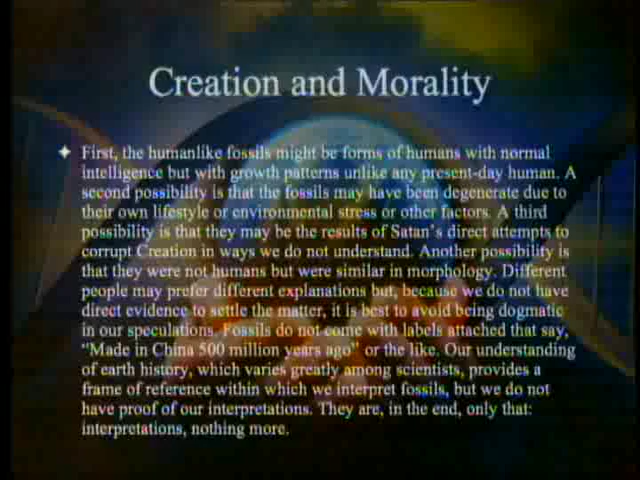 Creation and Morality
First, the humanlike fossils might be forms of humans with normal
intelligence but with growth patterns unlike any present-day human. A
second possibility is that the fossils may have been degenerate due to
their own lifestyle or environmental stress or other factors. A third
possibility is that they may be the results of Satan's direct attempts to
corrupt Creation in ways we do not understand. Another possibility is
that they were not humans but were similar in morphology. Different
people may prefer different explanations but, because we do not have
direct evidence to settle the matter, it is best to avoid being dogmatic
in our speculations. Fossils do not come with labels attached that say,
"Made in China 500 million years ago" or the like. Our understanding
of earth history, which varies greatly among scientists, provides a
frame of reference within which we interpret fossils, but we do not
have proof of our interpretations. They are, in the end, only that:
interpretations, nothing more.